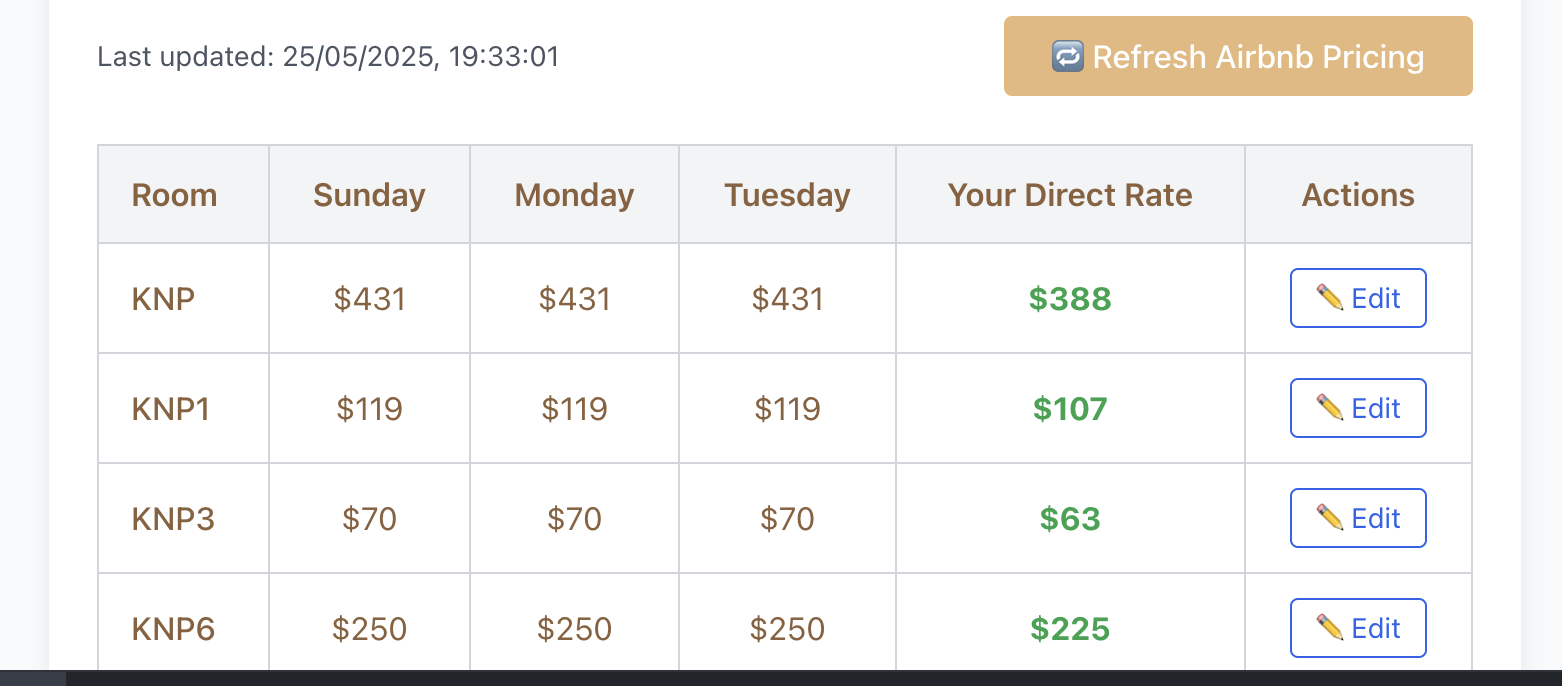 Last updated: 25/05/2025, 19:33:01
🔁 Refresh Airbnb Pricing
Room Sunday Monday Tuesday Your Direct Rate Actions
KNP $431 $431 $431 $388 ✏️ Edit
KNP1 $119 $119 $119 $107 ✏️ Edit
KNP3 $70 $70 $70 $63 ✏️ Edit
KNP6 $250 $250 $250 $225 ✏️ Edit